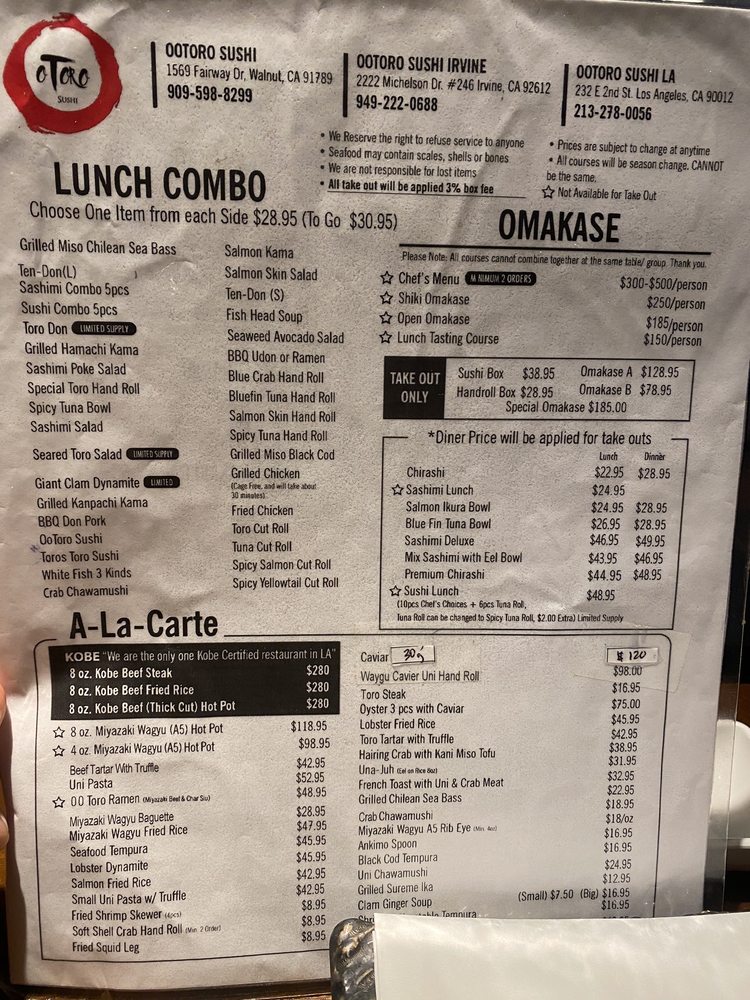 OTORO
SUSHI
OOTORO SUSHI
1569 Fairway Dr, Walnut, CA 91789
909-598-8299
OOTORO SUSHI IRVINE
2222 Michelson Dr. #246 Irvine, CA 92612
949-222-0688
OOTORO SUSHI LA
232 E 2nd St. Los Angeles, CA 90012
213-278-0056
• We Reserve the right to refuse service to anyone
• Seafood may contain scales, shells or bones
• We are not responsible for lost items
• All take out will be applied 3% box fee
• Prices are subject to change at anytime
• All courses will be season change. CANNOT
be the same.
☆ Not Available for Take Out
LUNCH COMBO
Choose One Item from each Side $28.95 (To Go $30.95)
Grilled Miso Chilean Sea Bass
Ten-Don(L)
Sashimi Combo 5pcs
Sushi Combo 5pcs
Toro Don LIMITED SUPPLY
Grilled Hamachi Kama
Sashimi Poke Salad
Special Toro Hand Roll
Spicy Tuna Bowl
Sashimi Salad
Seared Toro Salad LIMITED SUPPLY
Giant Clam Dynamite LIMITED
Grilled Kanpachi Kama
BBQ Don Pork
OoToro Sushi
Toros Toro Sushi
White Fish 3 Kinds
Crab Chawamushi
Salmon Kama
Salmon Skin Salad
Ten-Don (S)
Fish Head Soup
Seaweed Avocado Salad
BBQ Udon or Ramen
Blue Crab Hand Roll
Bluefin Tuna Hand Roll
Salmon Skin Hand Roll
Spicy Tuna Hand Roll
Grilled Miso Black Cod
Grilled Chicken
(Cage Free, and will take about
30 minutes)
Fried Chicken
Toro Cut Roll
Tuna Cut Roll
Spicy Salmon Cut Roll
Spicy Yellowtail Cut Roll
OMAKASE
Please Note: All courses cannot combine together at the same table/ group. Thank you.
☆ Chef's Menu MINIMUM 2 ORDERS $300-$500/person
☆ Shiki Omakase $250/person
☆ Open Omakase $185/person
☆ Lunch Tasting Course $150/person
TAKE OUT
ONLY
Sushi Box $38.95 Omakase A $128.95
Handroll Box $28.95 Omakase B $78.95
Special Omakase $185.00
*Diner Price will be applied for take outs
Lunch Dinner
Chirashi $22.95 $28.95
☆ Sashimi Lunch $24.95
Salmon Ikura Bowl $24.95 $28.95
Blue Fin Tuna Bowl $26.95 $28.95
Sashimi Deluxe $46.95 $49.95
Mix Sashimi with Eel Bowl $43.95 $46.95
Premium Chirashi $44.95 $48.95
☆ Sushi Lunch $48.95
(10pcs Chef's Choices + 6pcs Tuna Roll,
Tuna Roll can be changed to Spicy Tuna Roll, $2.00 Extra) Limited Supply
A-La-Carte
KOBE "We are the only one Kobe Certified restaurant in LA"
8 oz. Kobe Beef Steak $280
8 oz. Kobe Beef Fried Rice $280
8 oz. Kobe Beef (Thick Cut) Hot Pot $280
☆ 8 oz. Miyazaki Wagyu (A5) Hot Pot $118.95
☆ 4 oz. Miyazaki Wagyu (A5) Hot Pot $98.95
Beef Tartar With Truffle $42.95
Uni Pasta $52.95
☆ OO Toro Ramen (Miyazaki Beef & Char Siu) $48.95
Miyazaki Wagyu Baguette $28.95
Miyazaki Wagyu Fried Rice $47.95
Seafood Tempura $45.95
Lobster Dynamite $45.95
Salmon Fried Rice $42.95
Small Uni Pasta w/ Truffle $42.95
Fried Shrimp Skewer (4pcs) $8.95
Soft Shell Crab Hand Roll (Min. 2 Order) $8.95
Fried Squid Leg $8.95
Caviar 30g $120
Waygu Cavier Uni Hand Roll $98.00
Toro Steak $16.95
Oyster 3 pcs with Caviar $75.00
Lobster Fried Rice $45.95
Toro Tartar with Truffle $42.95
Hairing Crab with Kani Miso Tofu $38.95
Una-Juh (Eel on Rice 8oz) $31.95
French Toast with Uni & Crab Meat $32.95
Grilled Chilean Sea Bass $22.95
Crab Chawamushi $18.95
Miyazaki Wagyu A5 Rib Eye (Min. 4oz) $18/oz
Ankimo Spoon $16.95
Black Cod Tempura $16.95
Uni Chawamushi $24.95
Grilled Sureme Ika $12.95
Clam Ginger Soup (Small) $7.50 (Big) $16.95
Tempura $16.95